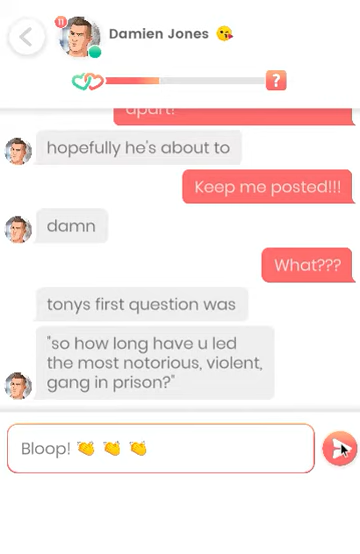 11
Damien Jones 😘
?
apart!
hopefully he's about to
Keep me posted!!!
damn
What???
tonys first question was
"so how long have u led
the most notorious, violent,
gang in prison?"
Bloop! 👏 👏 👏